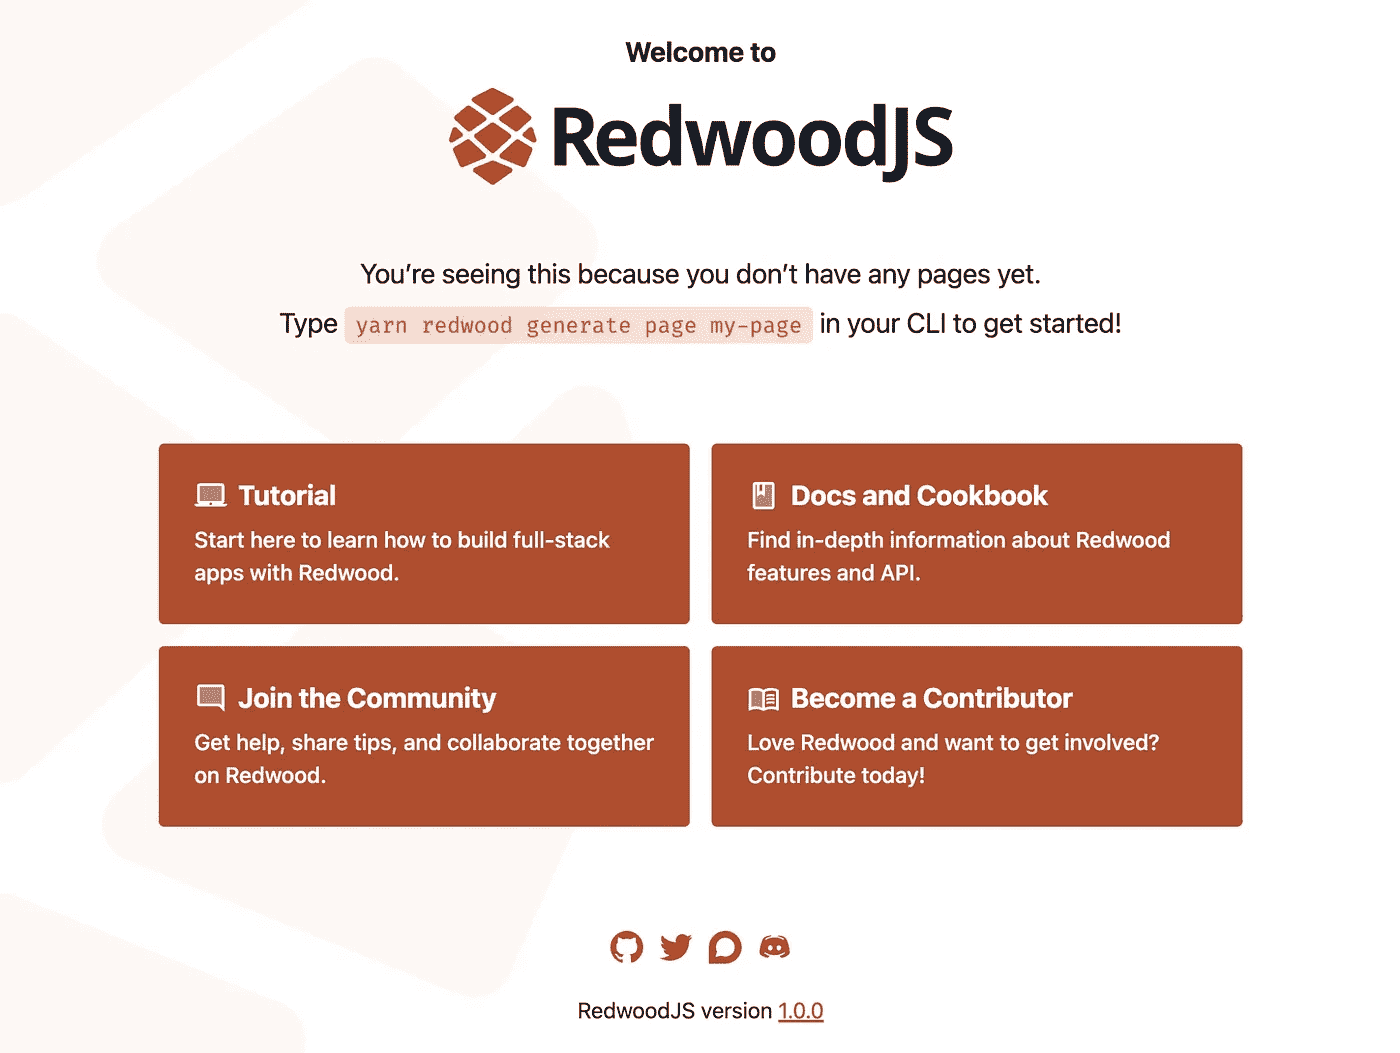 Welcome to
RedwoodJS
You’re seeing this because you don’t have any pages yet.
Type yarn redwood generate page my-page in your CLI to get started!
Tutorial
Start here to learn how to build full-stack
apps with Redwood.
Docs and Cookbook
Find in-depth information about Redwood
features and API.
Join the Community
Get help, share tips, and collaborate together
on Redwood.
Become a Contributor
Love Redwood and want to get involved?
Contribute today!
RedwoodJS version 1.0.0